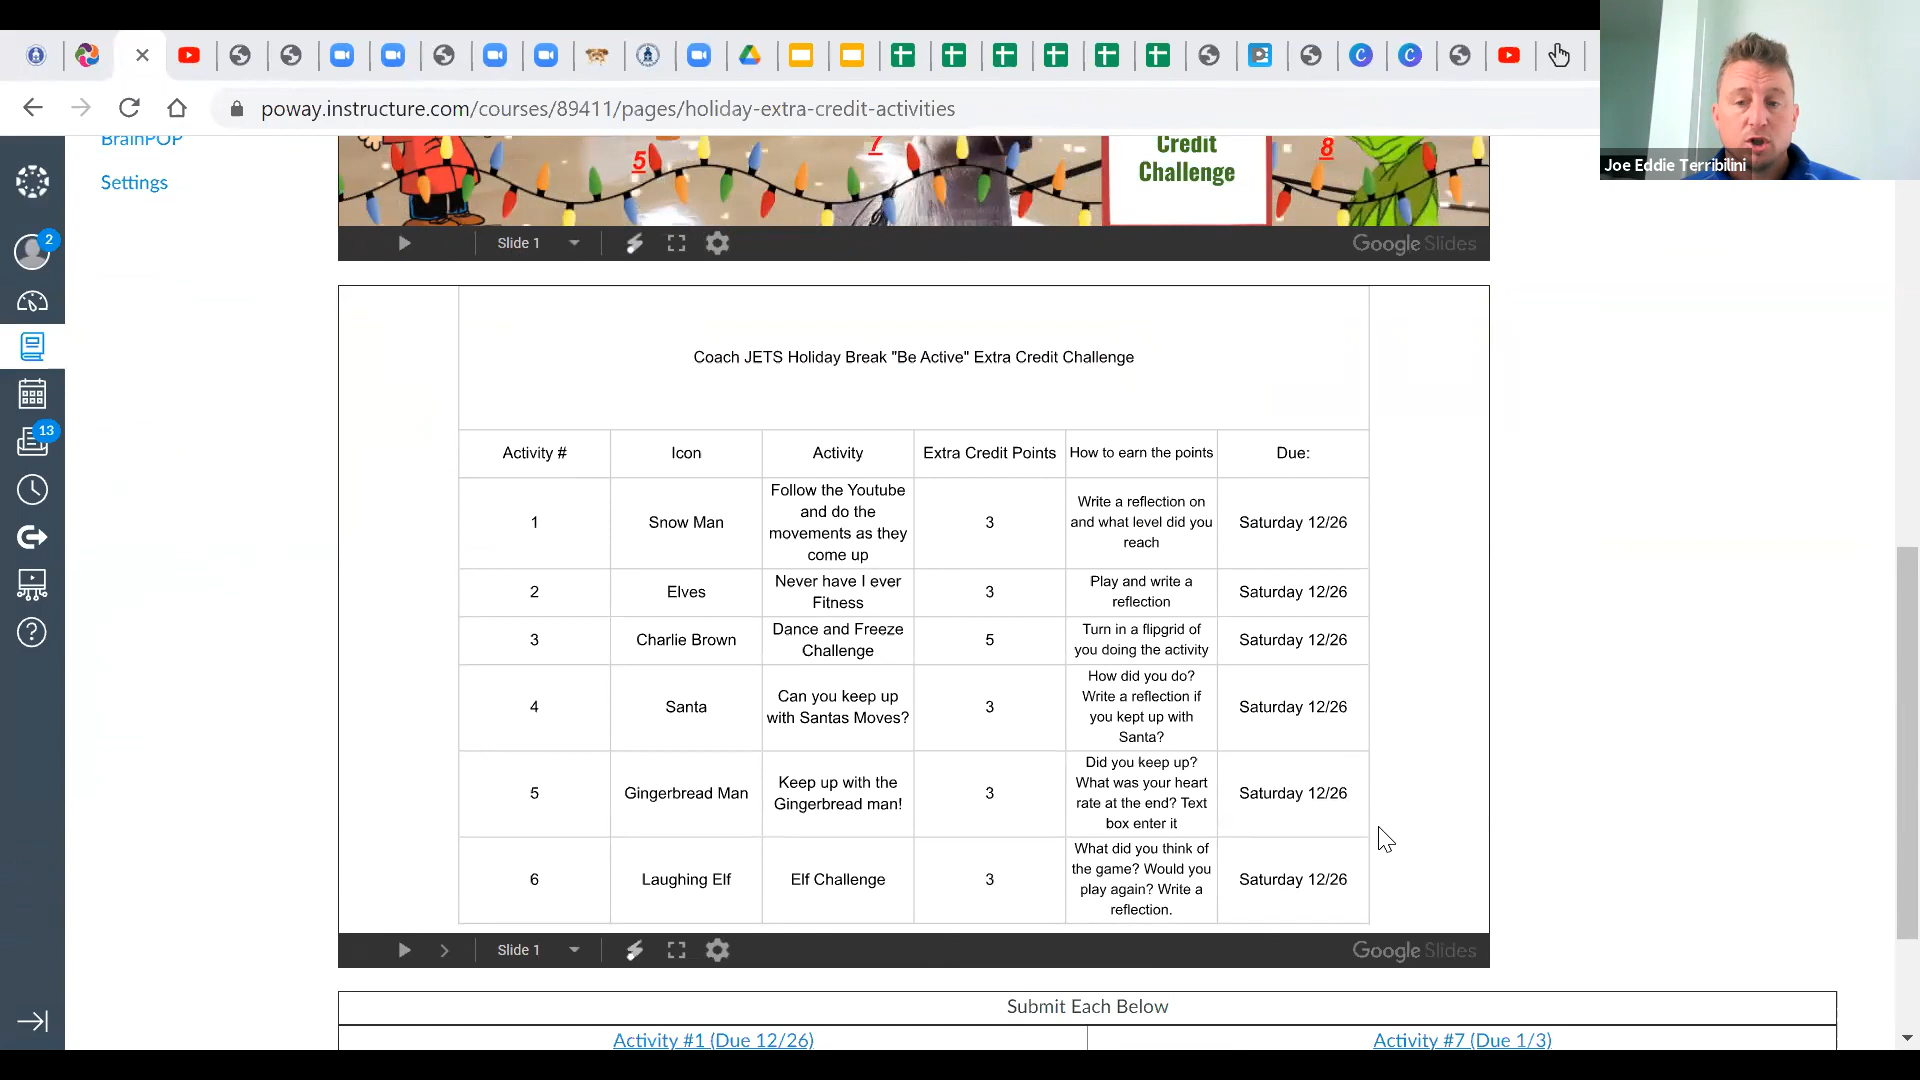 poway.instructure.com/courses/89411/pages/holiday-extra-credit-activities
Joe Eddie Terribilini
BrainPOP
Settings
2
13
5
7
8
Credit
Challenge
Slide 1
Google Slides
Coach JETS Holiday Break "Be Active" Extra Credit Challenge
Activity #
Icon
Activity
Extra Credit Points
How to earn the points
Due:
1
Snow Man
Follow the Youtube
and do the
movements as they
come up
3
Write a reflection on
and what level did you
reach
Saturday 12/26
2
Elves
Never have I ever
Fitness
3
Play and write a
reflection
Saturday 12/26
3
Charlie Brown
Dance and Freeze
Challenge
5
Turn in a flipgrid of
you doing the activity
Saturday 12/26
4
Santa
Can you keep up
with Santas Moves?
3
How did you do?
Write a reflection if
you kept up with
Santa?
Saturday 12/26
5
Gingerbread Man
Keep up with the
Gingerbread man!
3
Did you keep up?
What was your heart
rate at the end? Text
box enter it
Saturday 12/26
6
Laughing Elf
Elf Challenge
3
What did you think of
the game? Would you
play again? Write a
reflection.
Saturday 12/26
Slide 1
Google Slides
Submit Each Below
Activity #1 (Due 12/26)
Activity #7 (Due 1/3)